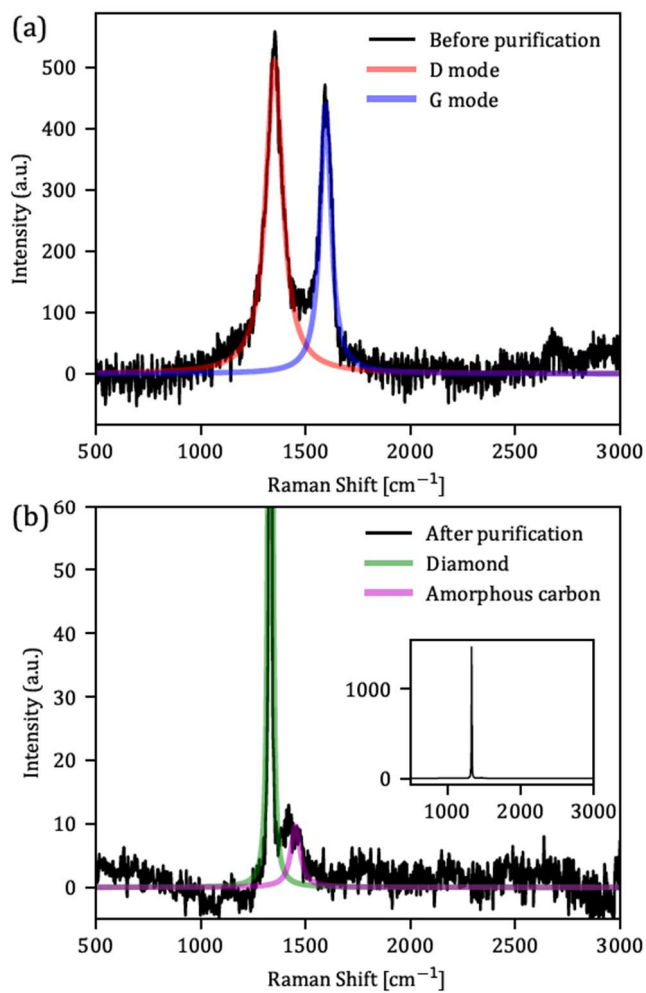 (a)
Before purification
D mode
G mode
Intensity (a.u.)
500
400
300
200
100
0
500 1000 1500 2000 2500 3000
Raman Shift [cm−1]
(b)
After purification
Diamond
Amorphous carbon
Intensity (a.u.)
60
50
40
30
20
10
0
1000
0
1000 2000 3000
500 1000 1500 2000 2500 3000
Raman Shift [cm−1]